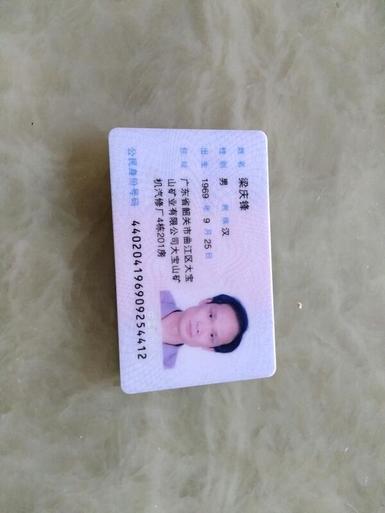 姓名 梁庆锋
性别 男 民族 汉
出生 1969 年 9 月 25 日
住址 广东省韶关市曲江区大宝
山矿业有限公司大宝山矿
机汽修厂4栋201房
公民身份号码 440204196909254412